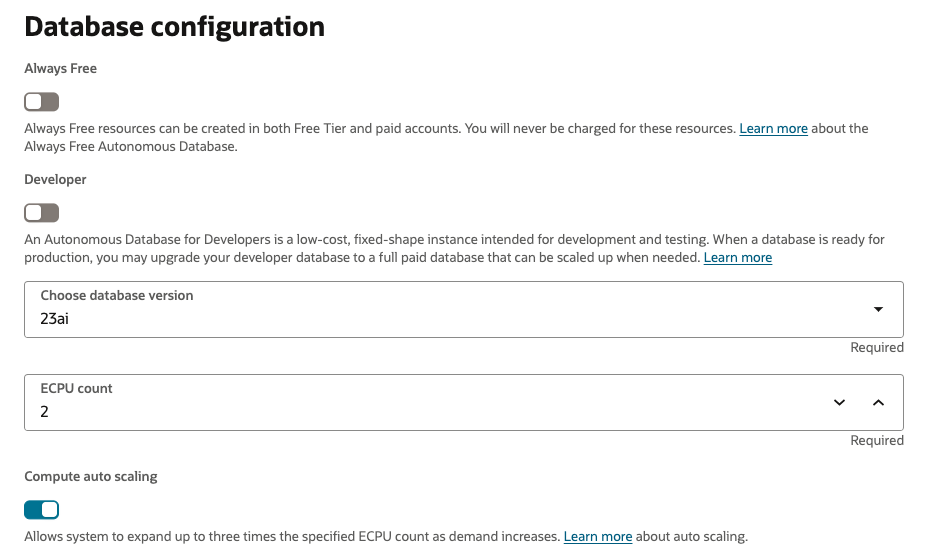 Database configuration
Always Free
Always Free resources can be created in both Free Tier and paid accounts. You will never be charged for these resources. Learn more about the
Always Free Autonomous Database.
Developer
An Autonomous Database for Developers is a low-cost, fixed-shape instance intended for development and testing. When a database is ready for
production, you may upgrade your developer database to a full paid database that can be scaled up when needed. Learn more
Choose database version
23ai
Required
ECPU count
2
Required
Compute auto scaling
Allows system to expand up to three times the specified ECPU count as demand increases. Learn more about auto scaling.